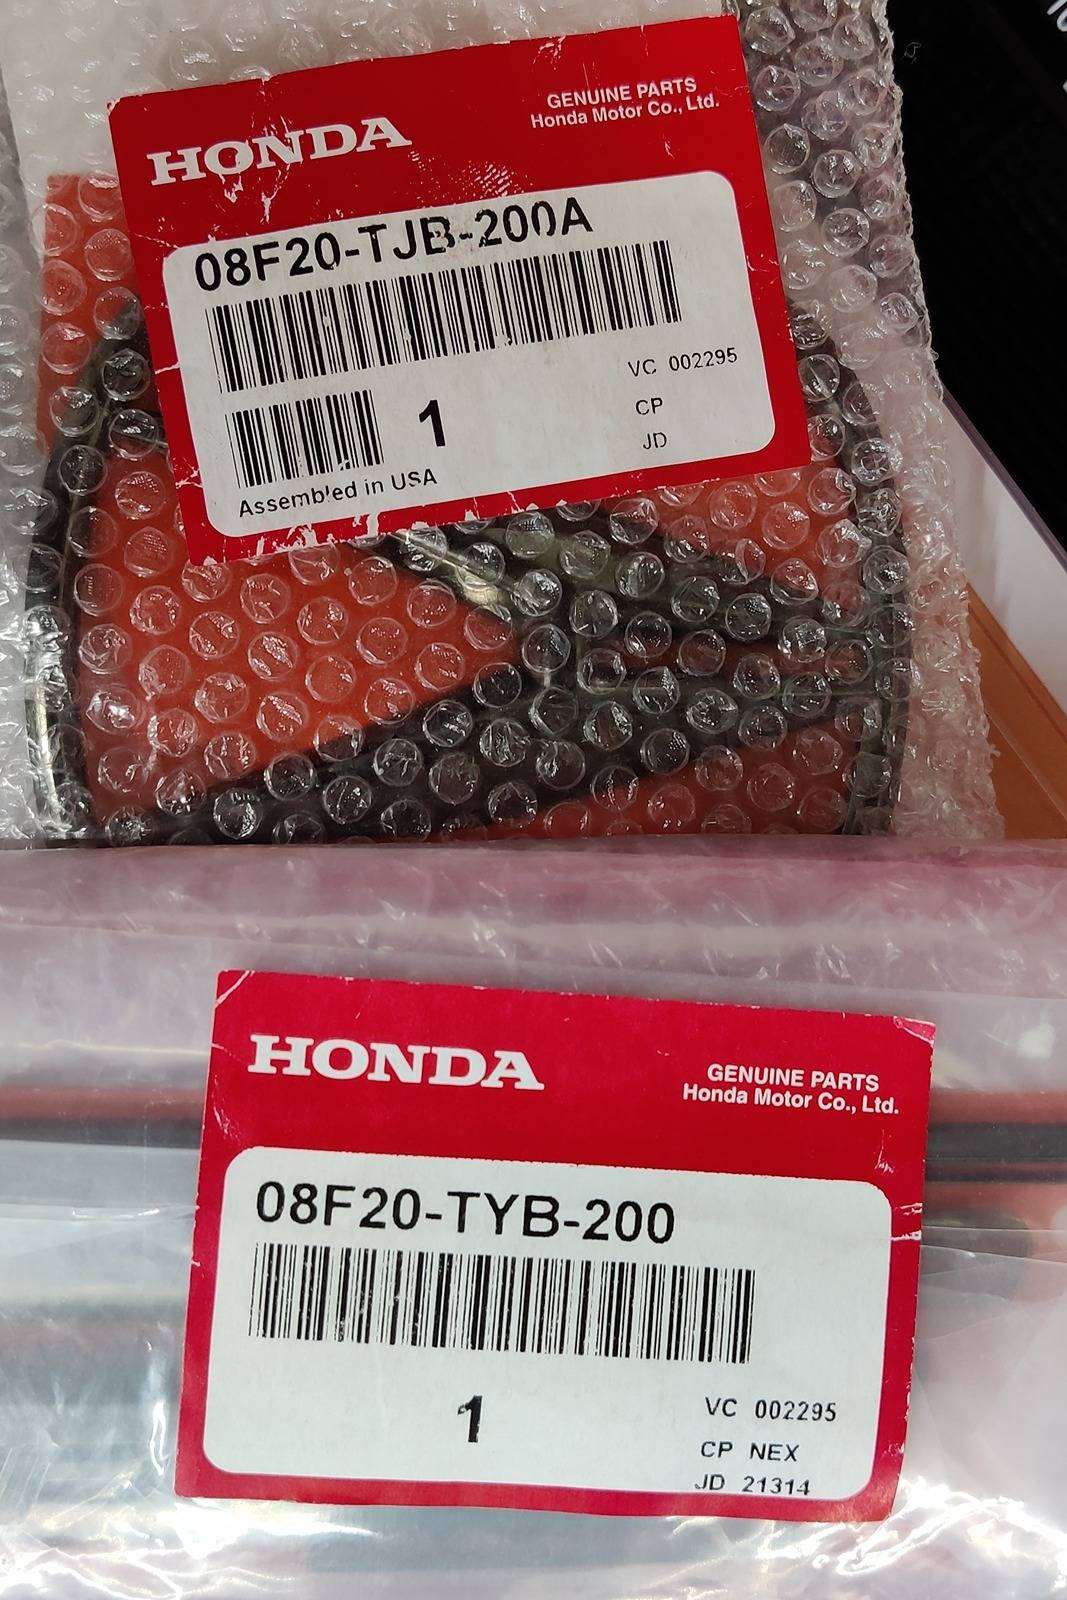 HONDA
GENUINE PARTS
Honda Motor Co., Ltd.
08F20-TJB-200A
VC 002295
1
CP
JD
Assembled in USA
HONDA
GENUINE PARTS
Honda Motor Co., Ltd.
08F20-TYB-200
1
VC 002295
CP NEX
JD 21314